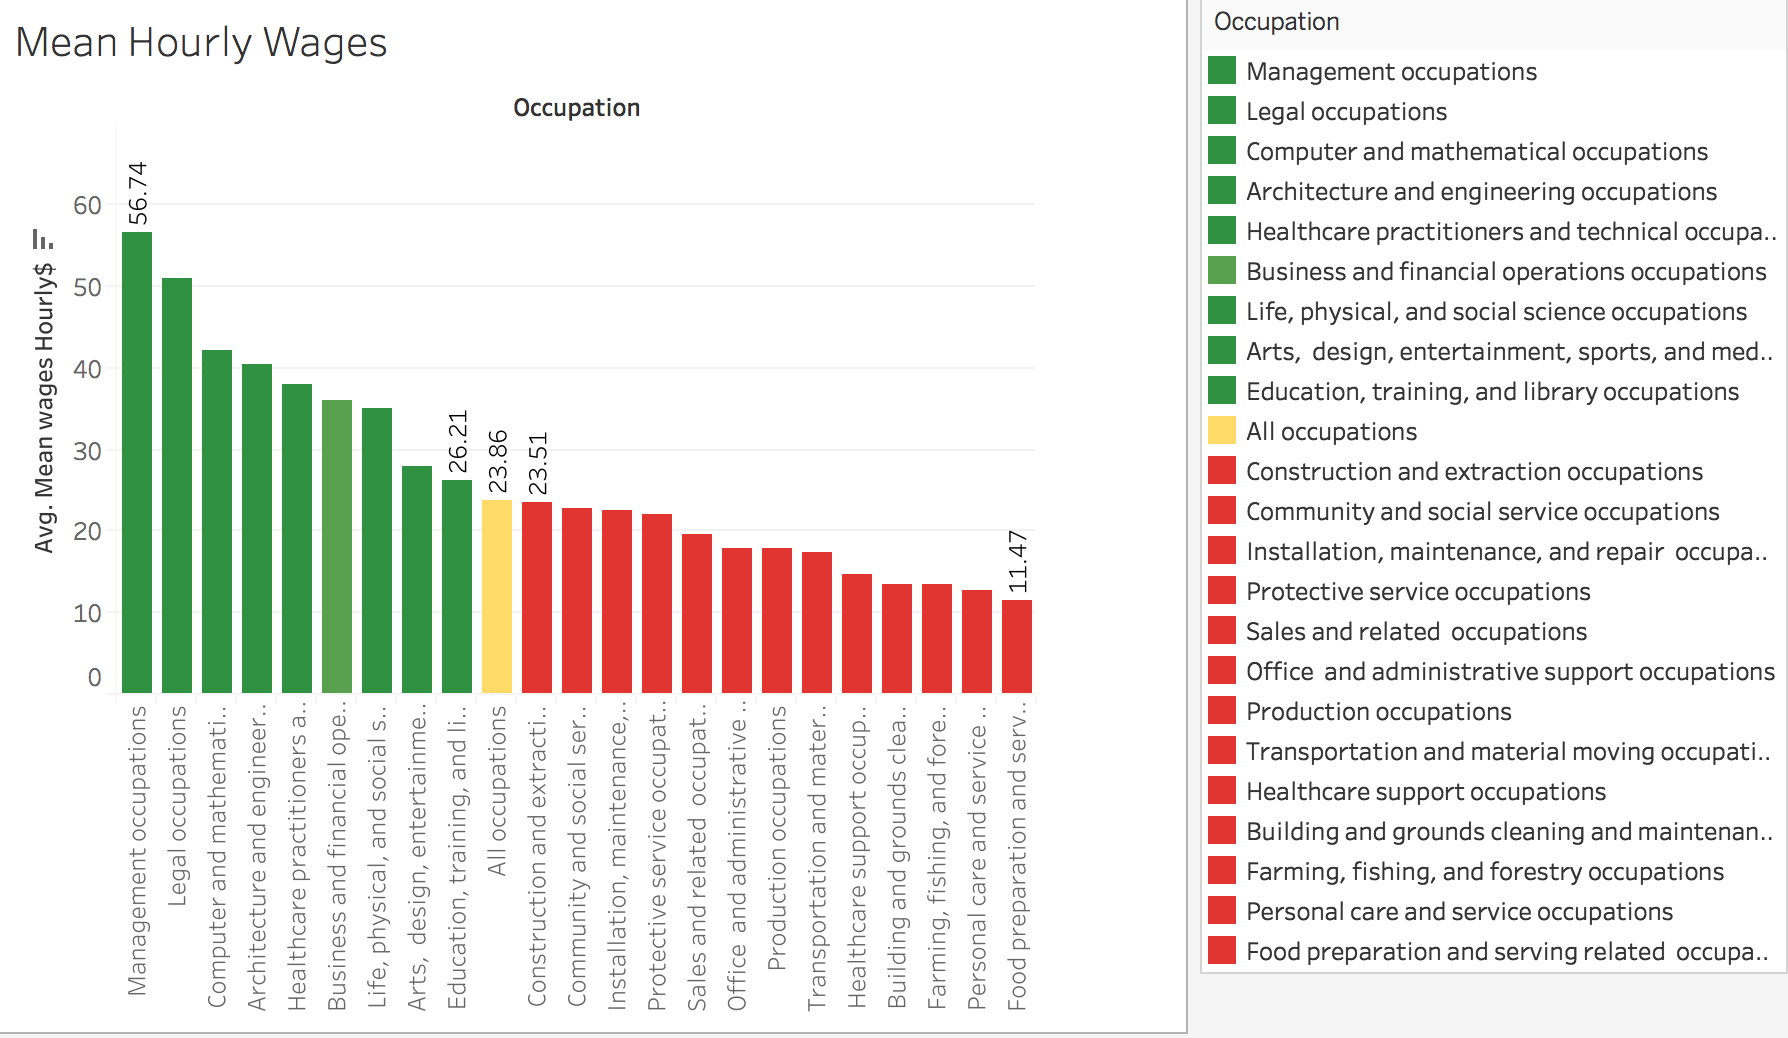 Mean Hourly Wages
Occupation
Avg. Mean wages Hourly$
60
50
40
30
20
10
0
56.74
26.21
23.86
23.51
11.47
Management occupations
Legal occupations
Computer and mathemati..
Architecture and engineer..
Healthcare practitioners a..
Business and financial ope..
Life, physical, and social s..
Arts,  design, entertainme..
Education, training, and li..
All occupations
Construction and extracti..
Community and social ser..
Installation, maintenance,..
Protective service occupat..
Sales and related  occupat..
Office  and administrative ..
Production occupations
Transportation and mater..
Healthcare support occup..
Building and grounds clea..
Farming, fishing, and fore..
Personal care and service ..
Food preparation and serv..
Occupation
Management occupations
Legal occupations
Computer and mathematical occupations
Architecture and engineering occupations
Healthcare practitioners and technical occupa..
Business and financial operations occupations
Life, physical, and social science occupations
Arts,  design, entertainment, sports, and med..
Education, training, and library occupations
All occupations
Construction and extraction occupations
Community and social service occupations
Installation, maintenance, and repair  occupa..
Protective service occupations
Sales and related  occupations
Office  and administrative support occupations
Production occupations
Transportation and material moving occupati..
Healthcare support occupations
Building and grounds cleaning and maintenan..
Farming, fishing, and forestry occupations
Personal care and service occupations
Food preparation and serving related  occupa..